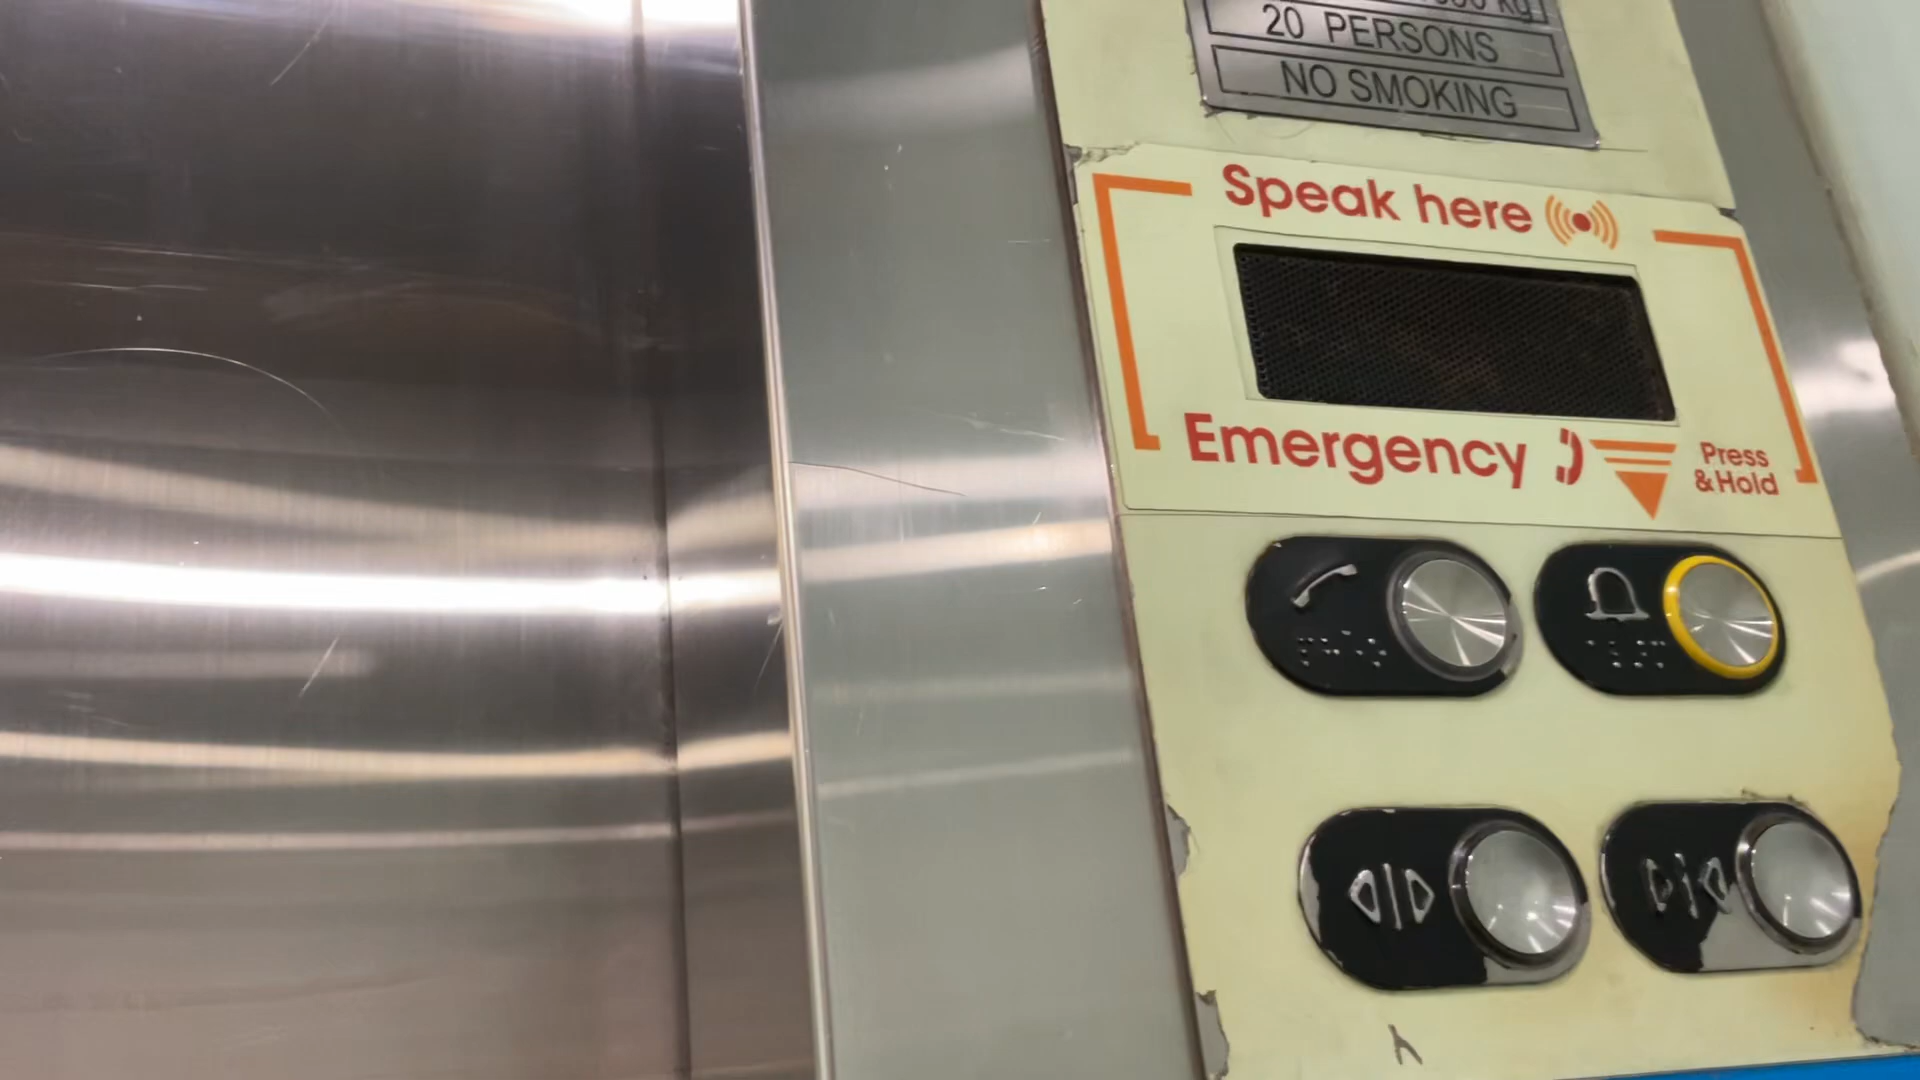 20 PERSONS
NO SMOKING
Speak here
Emergency
Press
& Hold